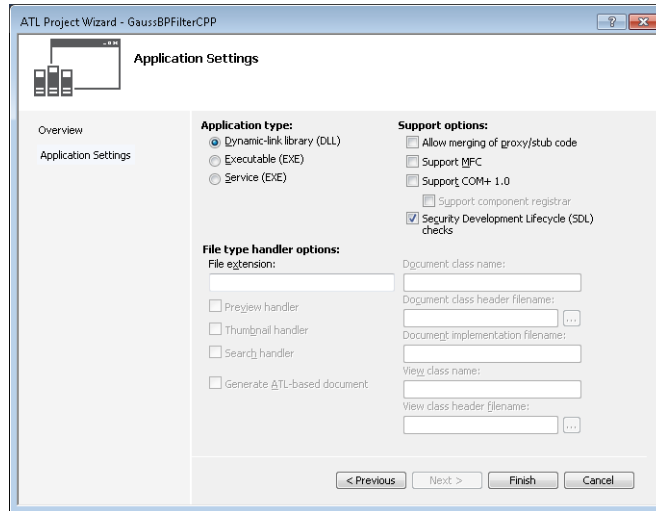 ATL Project Wizard - GaussBPFilterCPP
Application Settings
Overview
Application Settings
Application type:
Dynamic-link library (DLL)
Executable (EXE)
Service (EXE)
Support options:
Allow merging of proxy/stub code
Support MFC
Support COM+ 1.0
Support component registrar
Security Development Lifecycle (SDL)
checks
File type handler options:
File extension:
Preview handler
Thumbnail handler
Search handler
Generate ATL-based document
Document class name:
Document class header filename:
...
Document implementation filename:
View class name:
View class header filename:
...
< Previous
Next >
Finish
Cancel